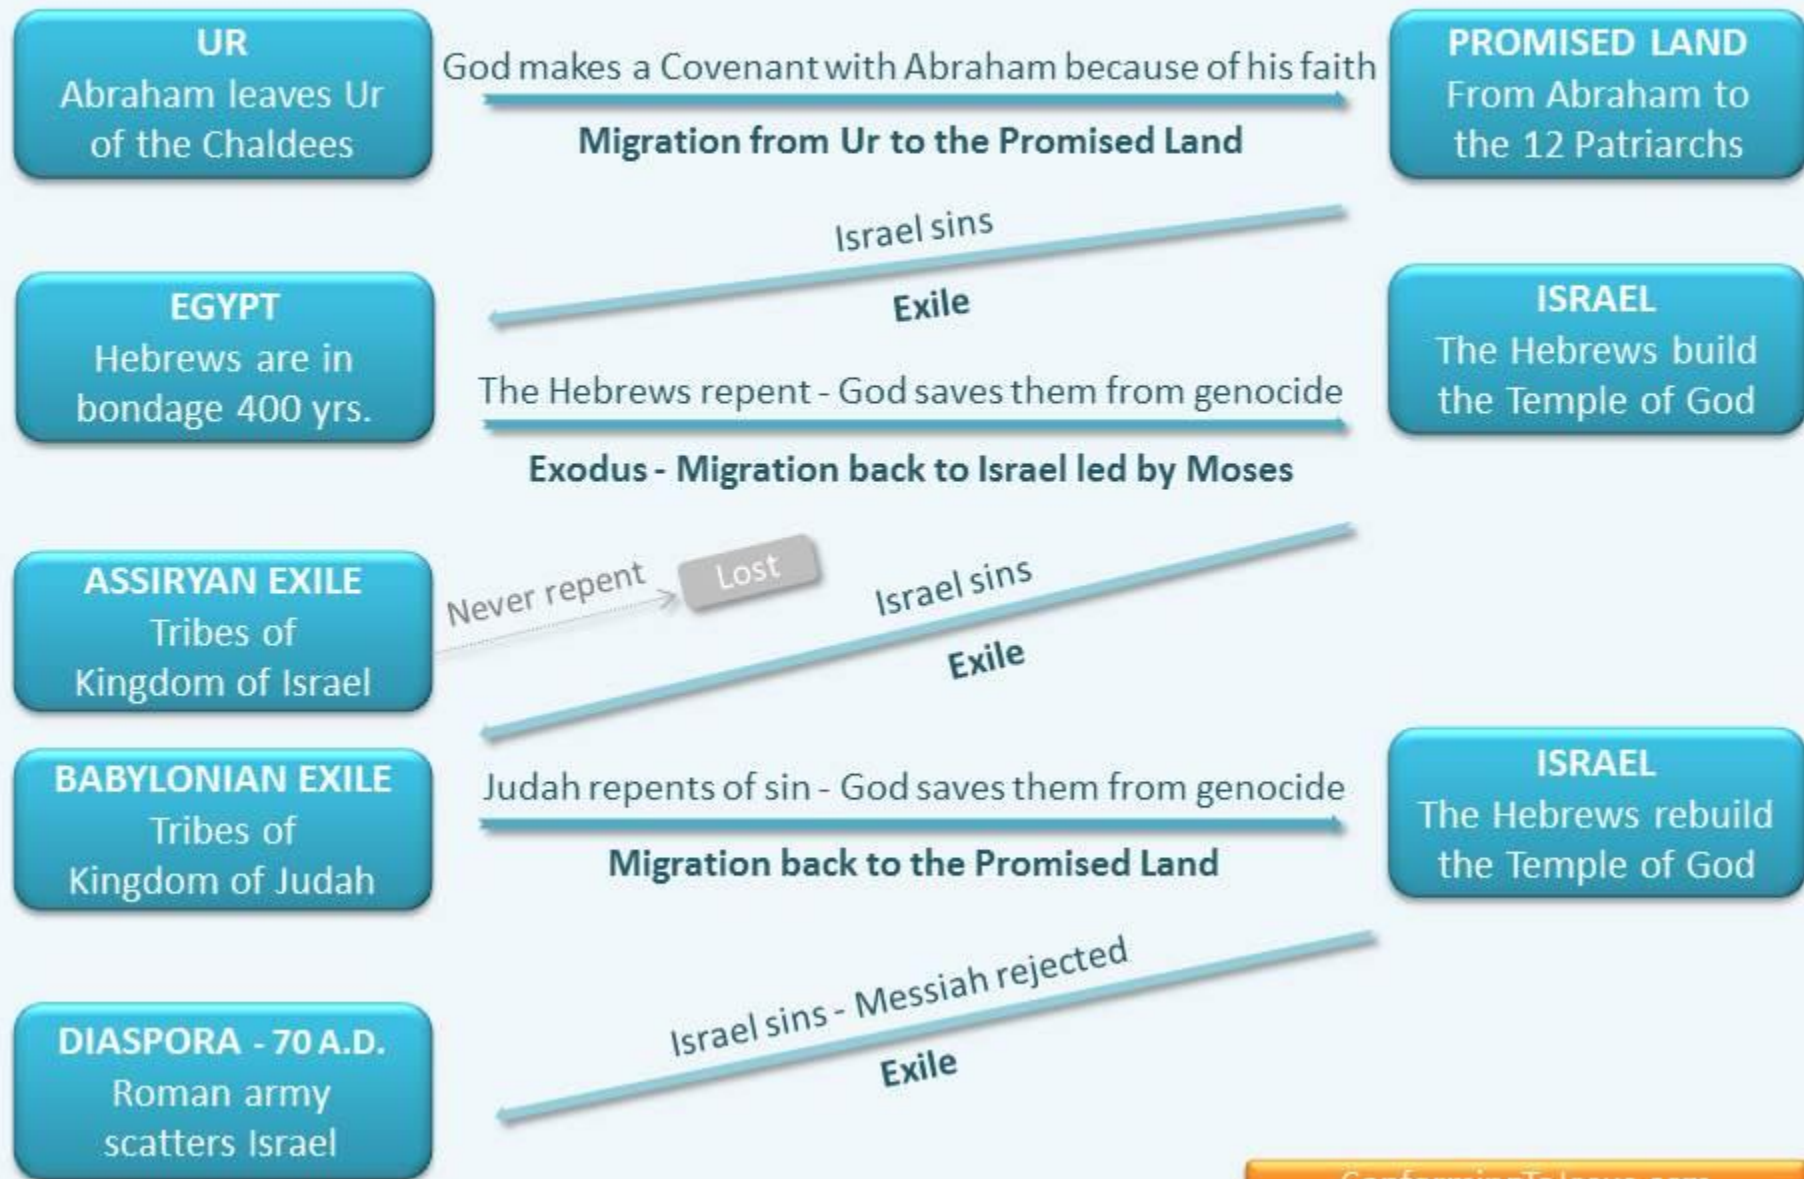 UR
Abraham leaves Ur
of the Chaldees
God makes a Covenant with Abraham because of his faith
Migration from Ur to the Promised Land
PROMISED LAND
From Abraham to
the 12 Patriarchs
Israel sins
Exile
EGYPT
Hebrews are in
bondage 400 yrs.
The Hebrews repent - God saves them from genocide
Exodus - Migration back to Israel led by Moses
ISRAEL
The Hebrews build
the Temple of God
ASSIRYAN EXILE
Tribes of
Kingdom of Israel
Never repent
Lost
Israel sins
Exile
BABYLONIAN EXILE
Tribes of
Kingdom of Judah
Judah repents of sin - God saves them from genocide
Migration back to the Promised Land
ISRAEL
The Hebrews rebuild
the Temple of God
Israel sins - Messiah rejected
Exile
DIASPORA - 70 A.D.
Roman army
scatters Israel